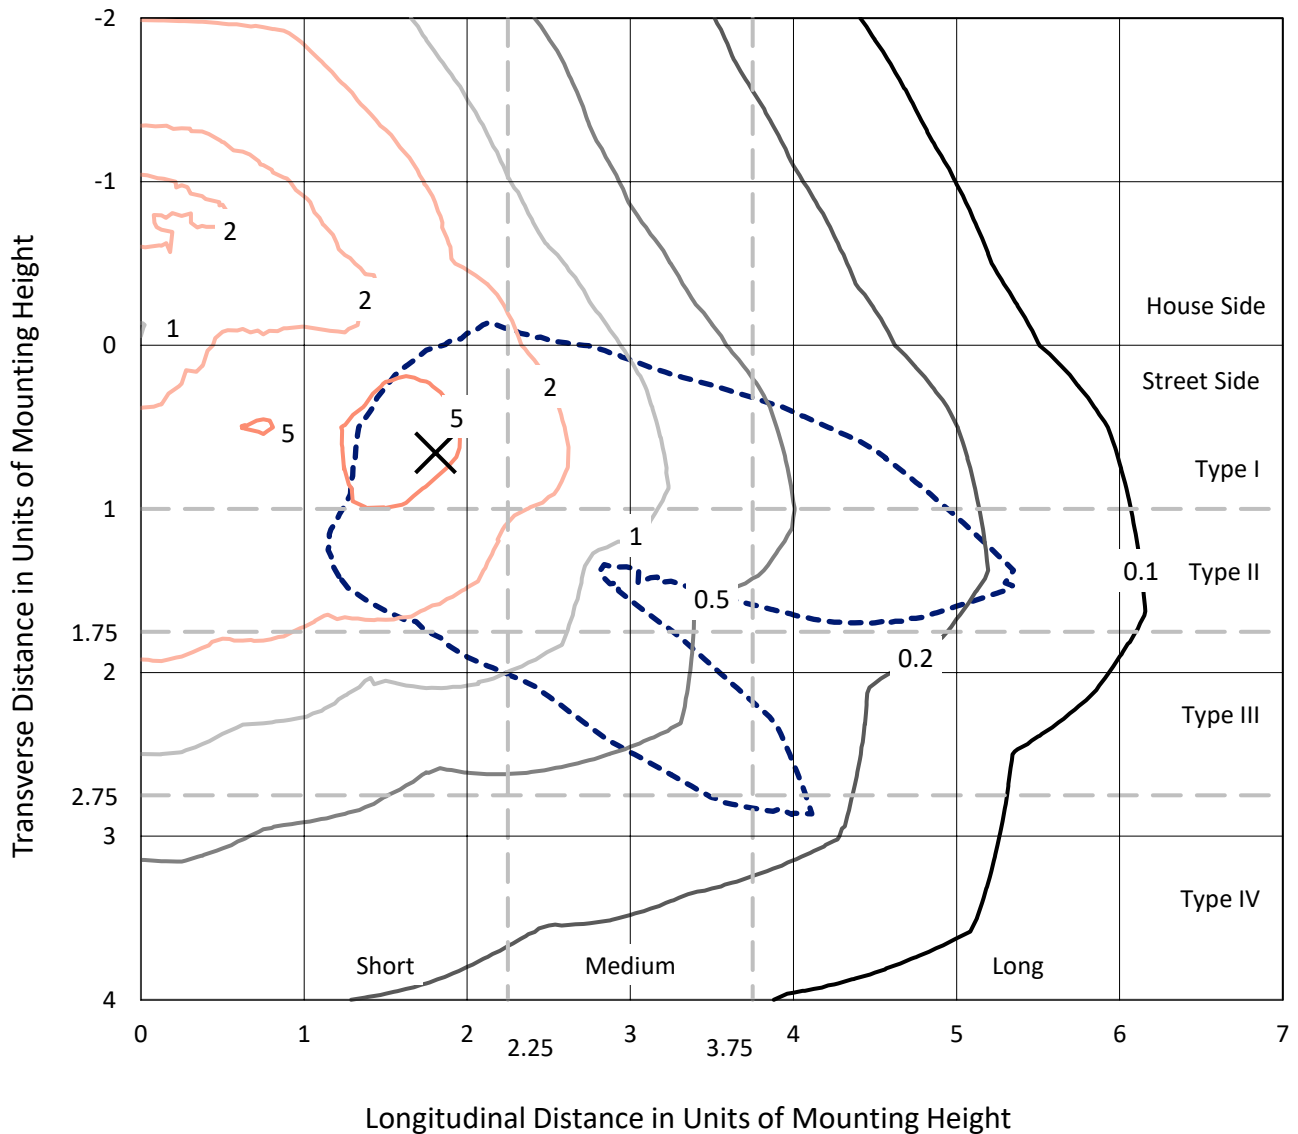 -2
-1
2
2
1
House Side
0
Street Side
2
5
5
Type I
1
1
0.1
Type II
0.5
1.75
0.2
2
Type III
2.75
3
Type IV
Short
Medium
Long
4
0
1
2
3
4
5
6
7
2.25
3.75
Longitudinal Distance in Units of Mounting Height
Transverse Distance in Units of Mounting Height